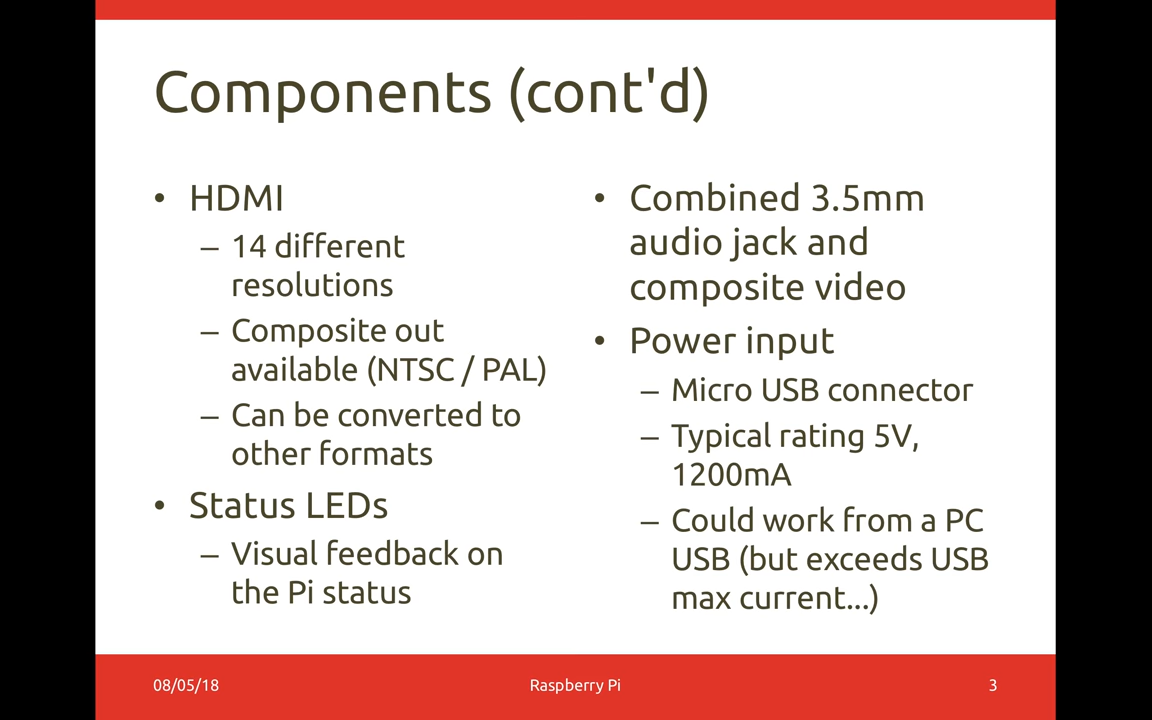 Components (cont'd)
• HDMI
– 14 different
resolutions
– Composite out
available (NTSC / PAL)
– Can be converted to
other formats
• Status LEDs
– Visual feedback on
the Pi status
• Combined 3.5mm
audio jack and
composite video
• Power input
– Micro USB connector
– Typical rating 5V,
1200mA
– Could work from a PC
USB (but exceeds USB
max current...)
08/05/18
Raspberry Pi
3